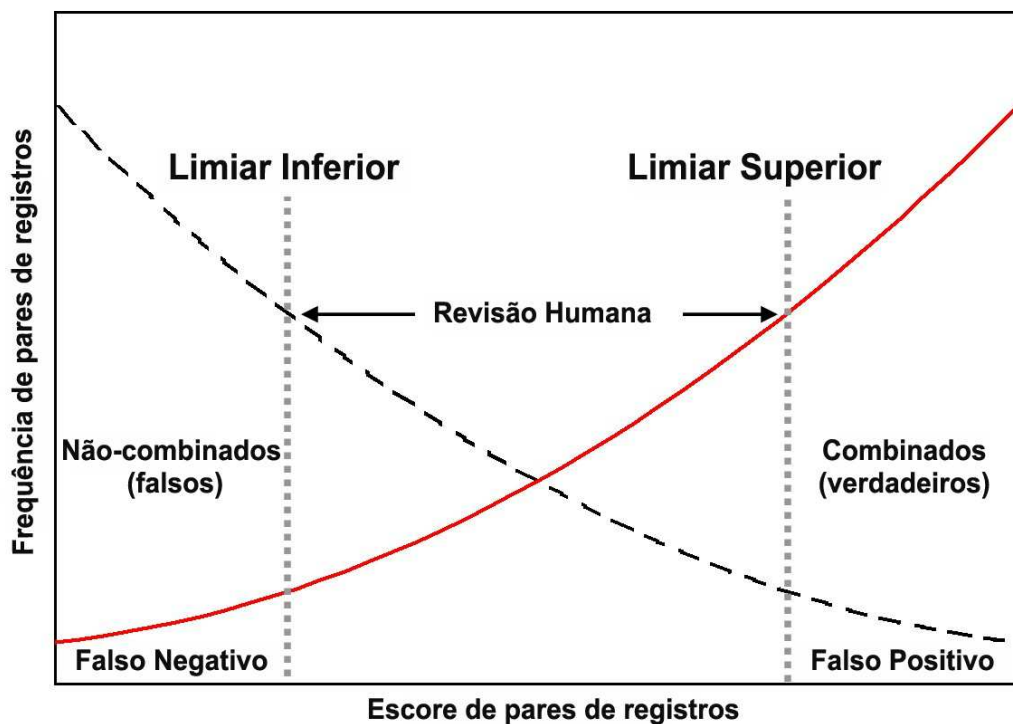 Limiar Inferior
Limiar Superior
Revisão Humana
Não-combinados
(falsos)
Combinados
(verdadeiros)
Falso Negativo
Falso Positivo
Frequência de pares de registros
Escore de pares de registros